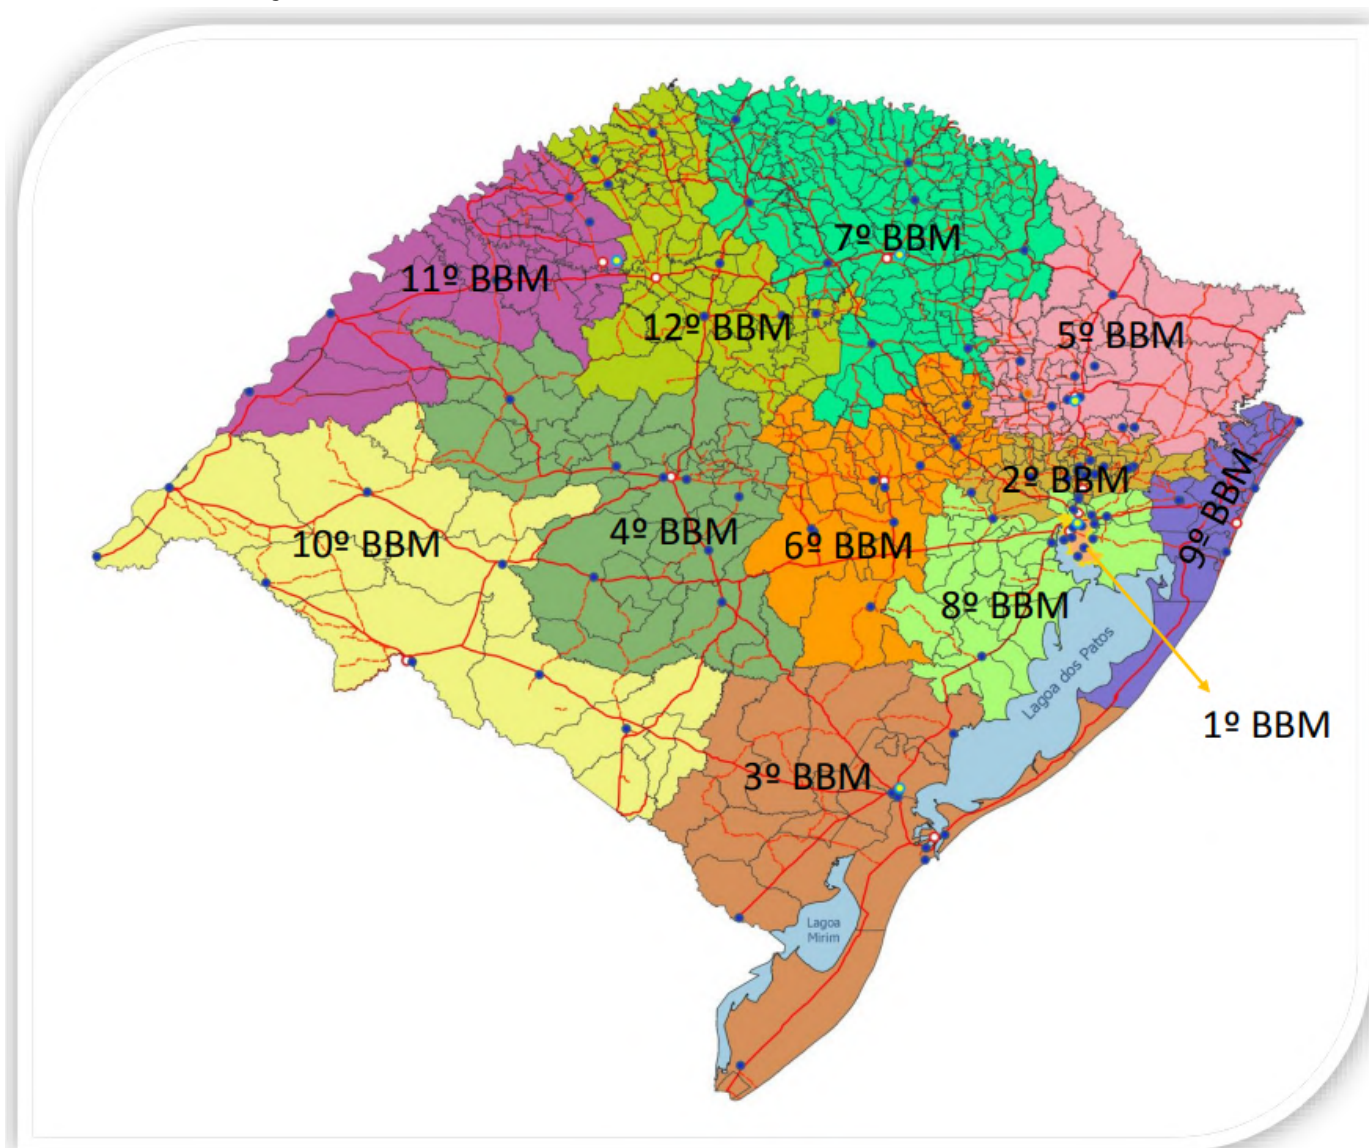 7º BBM
11º BBM
12º BBM
5º BBM
2º BBM
9º BBM
10º BBM
4º BBM
6º BBM
8º BBM
Lagoa dos Patos
1º BBM
3º BBM
Lagoa
Mirim